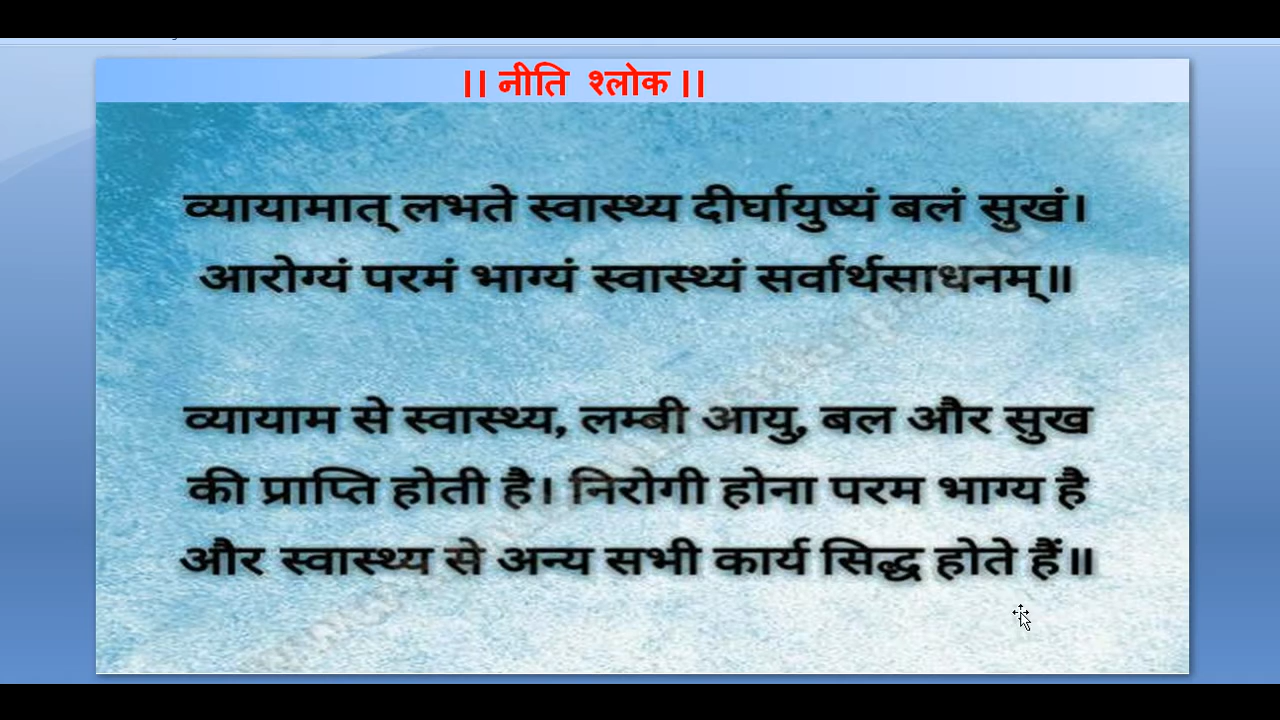 || नीति श्लोक ||
व्यायामात् लभते स्वास्थ्य दीर्घायुष्यं बलं सुखं।
आरोग्यं परमं भाग्यं स्वास्थ्यं सर्वार्थसाधनम्॥
व्यायाम से स्वास्थ्य, लम्बी आयु, बल और सुख
की प्राप्ति होती है। निरोगी होना परम भाग्य है
और स्वास्थ्य से अन्य सभी कार्य सिद्ध होते हैं॥